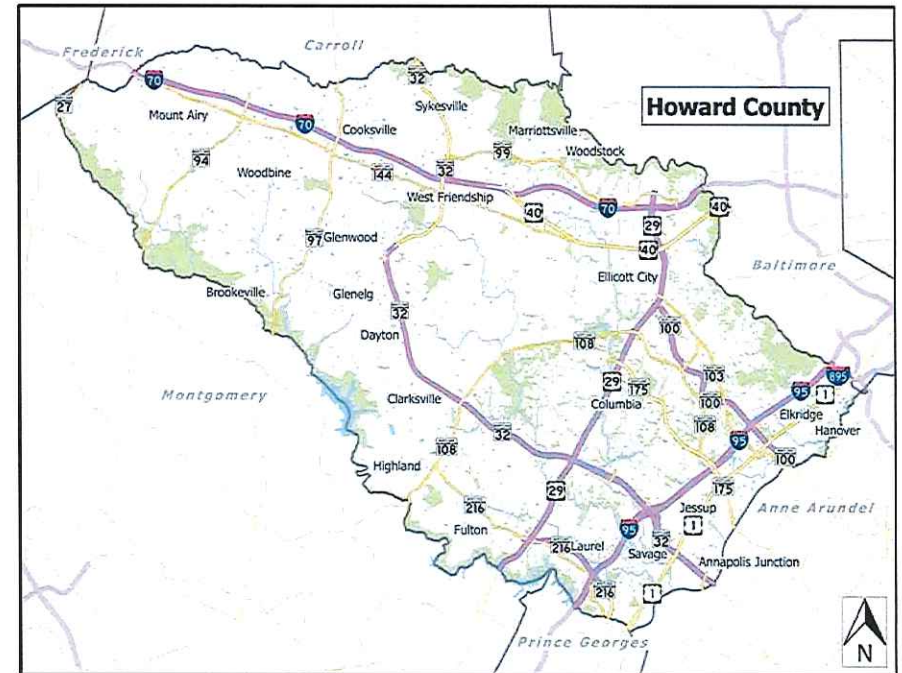 Frederick
Carroll
Howard County
70
32
27
Sykesville
Mount Airy
70
Cooksville
Marriottsville
99
Woodstock
94
144
32
Woodbine
West Friendship
40
70
40
29
97
Glenwood
40
Ellicott City
Baltimore
Brookeville
Glenelg
32
100
Dayton
108
895
Montgomery
29
103
95
175
1
Clarksville
Columbia
100
Elkridge
108
Hanover
32
95
108
100
Highland
29
175
Anne Arundel
216
Jessup
Fulton
95
1
216
Laurel
32
Savage
Annapolis Junction
216
1
Prince Georges
N